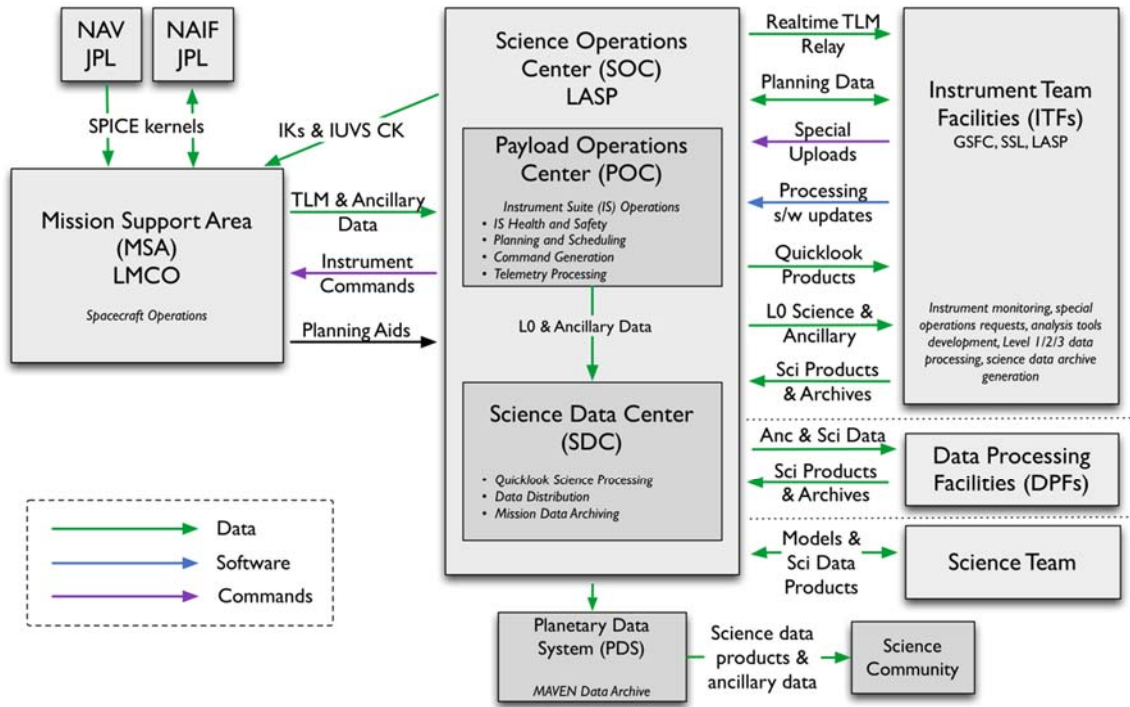 NAV
JPL
NAIF
JPL
SPICE kernels
IKs & IUVS CK
Mission Support Area
(MSA)
LMCO
Spacecraft Operations
TLM & Ancillary
Data
Instrument
Commands
Planning Aids
Science Operations
Center (SOC)
LASP
Payload Operations
Center (POC)
Instrument Suite (IS) Operations
• IS Health and Safety
• Planning and Scheduling
• Command Generation
• Telemetry Processing
L0 & Ancillary Data
Science Data Center
(SDC)
• Quicklook Science Processing
• Data Distribution
• Mission Data Archiving
Realtime TLM
Relay
Planning Data
Special
Uploads
Processing
s/w updates
Quicklook
Products
L0 Science &
Ancillary
Sci Products
& Archives
Instrument Team
Facilities (ITFs)
GSFC, SSL, LASP
Instrument monitoring, special
operations requests, analysis tools
development, Level 1/2/3 data
processing, science data archive
generation
Anc & Sci Data
Sci Products
& Archives
Data Processing
Facilities (DPFs)
Models &
Sci Data
Products
Science Team
Data
Software
Commands
Planetary Data
System (PDS)
MAVEN Data Archive
Science data
products &
ancillary data
Science
Community